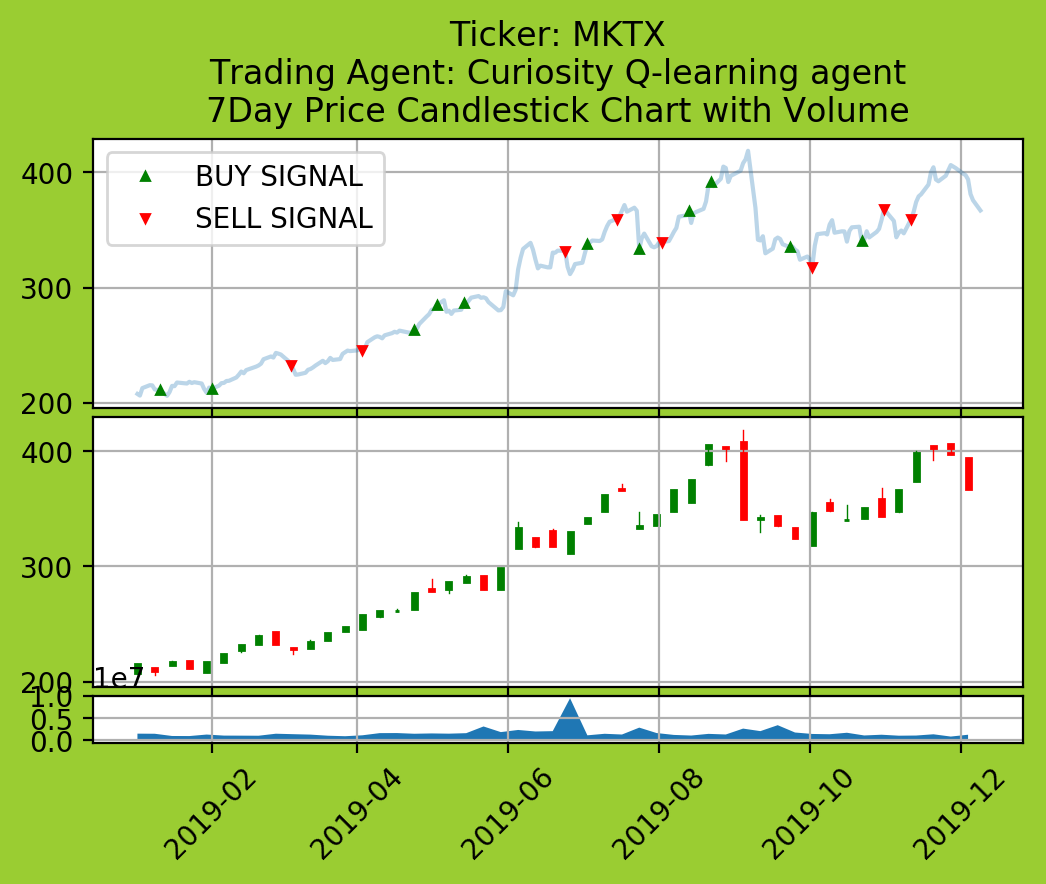 Ticker: MKTX
Trading Agent: Curiosity Q-learning agent
7Day Price Candlestick Chart with Volume
BUY SIGNAL
SELL SIGNAL
400
300
200
400
300
200
1e7
1.0
0.5
0.0
2019-02
2019-04
2019-06
2019-08
2019-10
2019-12